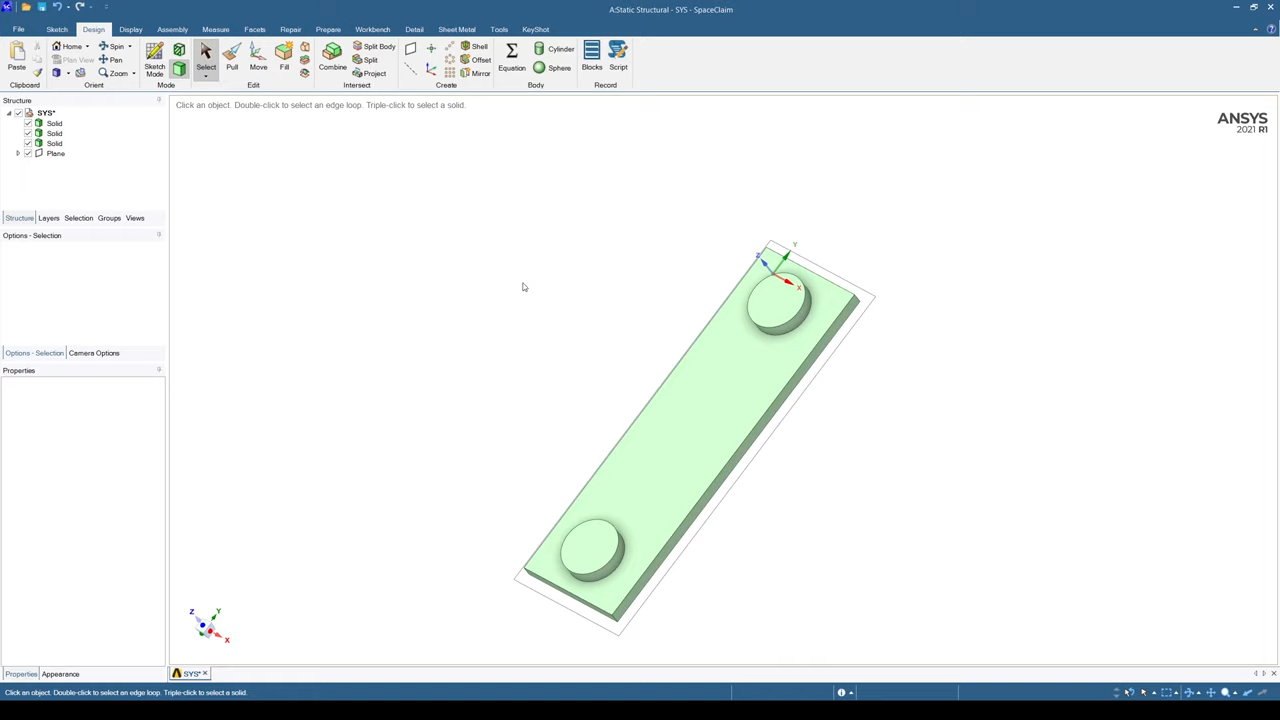 A:Static Structural - SYS - SpaceClaim
File Sketch Design Display Assembly Measure Facets Repair Prepare Workbench Detail Sheet Metal Tools KeyShot
Home Spin Split Body Shell Cylinder
Plan View Pan Split Offset
Zoom Project Mirror Sphere
Paste Sketch Mode Select Pull Move Fill Combine Equation Blocks Script
Clipboard Orient Mode Edit Intersect Create Body Record
Structure
Click an object. Double-click to select an edge loop. Triple-click to select a solid.
SYS*
Solid
Solid
Solid
Plane
ANSYS
2021 R1
Structure Layers Selection Groups Views
Options - Selection
Z Y X
Options - Selection Camera Options
Properties
Z Y X
Properties Appearance
SYS*
Click an object. Double-click to select an edge loop. Triple-click to select a solid.